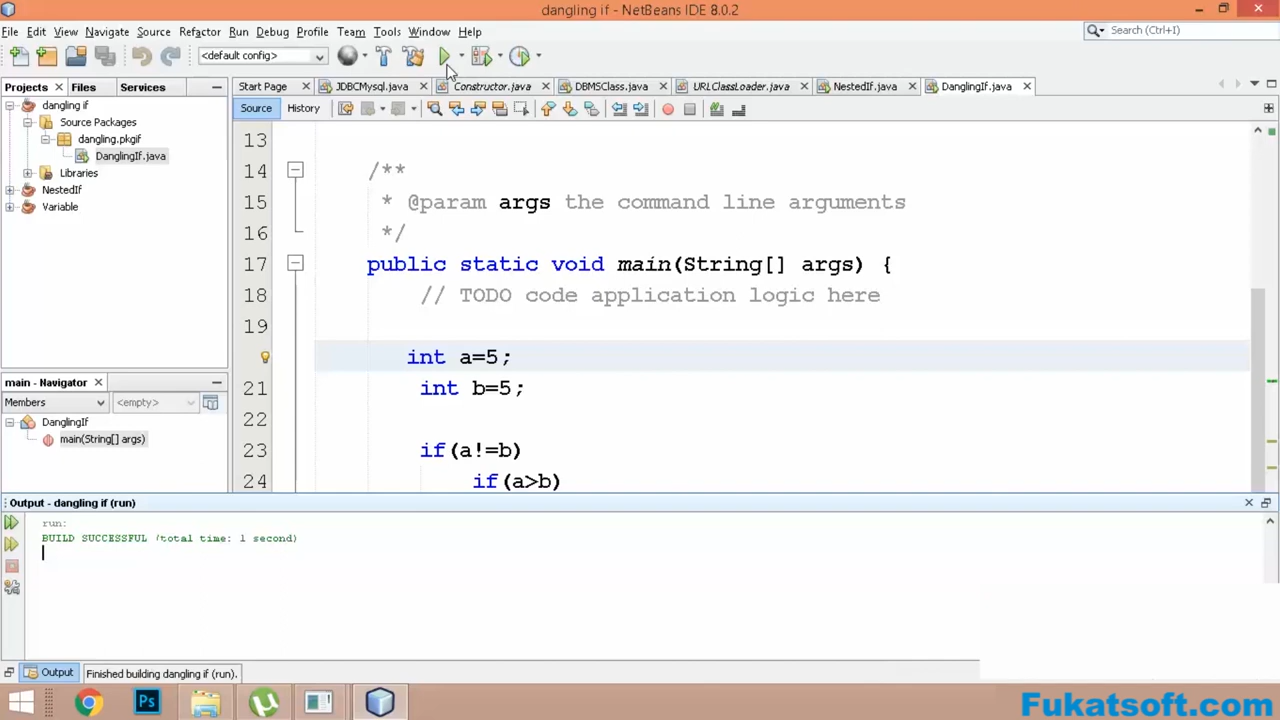 dangling if - NetBeans IDE 8.0.2
File Edit View Navigate Source Refactor Run Debug Profile Team Tools Window Help
Search (Ctrl+I)
<default config>
Projects Files Services
Start Page JDBCMysql.java Constructor.java DBMSClass.java URLClassLoader.java NestedIf.java DanglingIf.java
Source History
dangling if
Source Packages
dangling.pkgif
DanglingIf.java
Libraries
NestedIf
Variable
13
14 /**
15 * @param args the command line arguments
16 */
17 public static void main(String[] args) {
18 // TODO code application logic here
19
int a=5;
21 int b=5;
22
23 if(a!=b)
24 if(a>b)
main - Navigator
Members <empty>
DanglingIf
main(String[] args)
Output - dangling if (run)
run:
BUILD SUCCESSFUL (total time: 1 second)
Output Finished building dangling if (run).
Ps
Fukatsoft.com